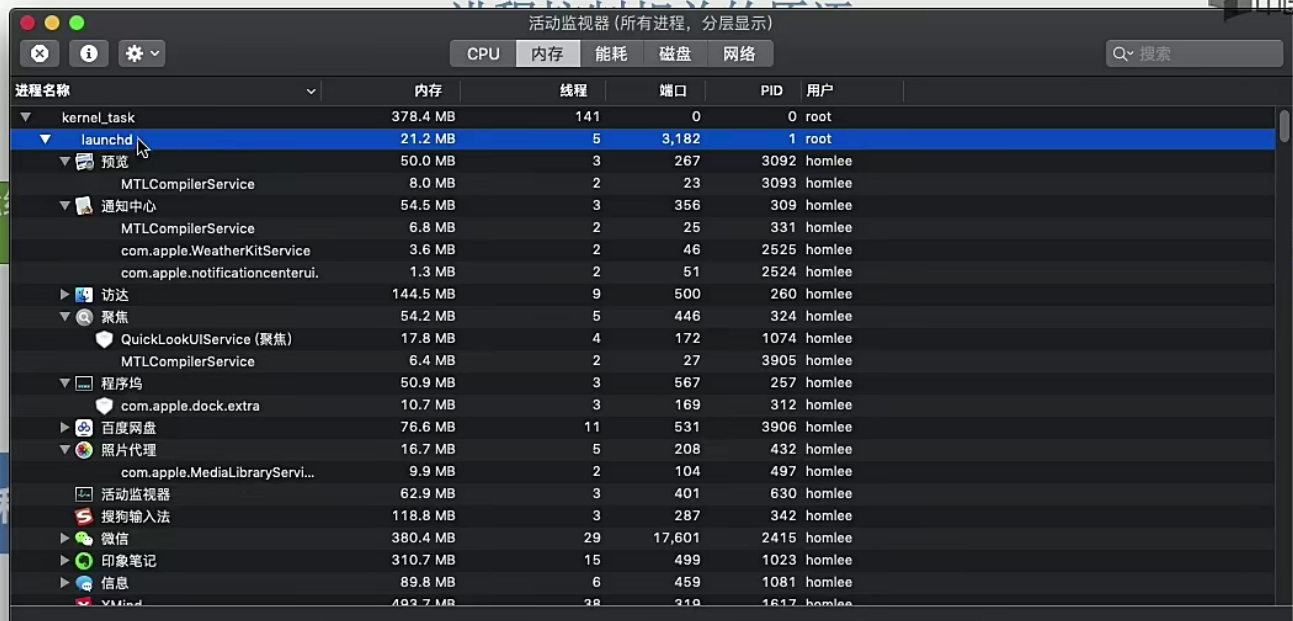 活动监视器 (所有进程，分层显示)
CPU 内存 能耗 磁盘 网络 搜索
进程名称 内存 线程 端口 PID 用户
kernel_task 378.4 MB 141 0 0 root
launchd 21.2 MB 5 3,182 1 root
预览 50.0 MB 3 267 3092 homlee
MTLCompilerService 8.0 MB 2 23 3093 homlee
通知中心 54.5 MB 3 356 309 homlee
MTLCompilerService 6.8 MB 2 25 331 homlee
com.apple.WeatherKitService 3.6 MB 2 46 2525 homlee
com.apple.notificationcenterui. 1.3 MB 2 51 2524 homlee
访达 144.5 MB 9 500 260 homlee
聚焦 54.2 MB 5 446 324 homlee
QuickLookUIService (聚焦) 17.8 MB 4 172 1074 homlee
MTLCompilerService 6.4 MB 2 27 3905 homlee
程序坞 50.9 MB 3 567 257 homlee
com.apple.dock.extra 10.7 MB 3 169 312 homlee
百度网盘 76.6 MB 11 531 3906 homlee
照片代理 16.7 MB 5 208 432 homlee
com.apple.MediaLibraryServi... 9.9 MB 2 104 497 homlee
活动监视器 62.9 MB 3 401 630 homlee
搜狗输入法 118.8 MB 3 287 342 homlee
微信 380.4 MB 29 17,601 2415 homlee
印象笔记 310.7 MB 15 499 1023 homlee
信息 89.8 MB 6 459 1081 homlee
XMind 493.7 MB 38 319 1617 homlee